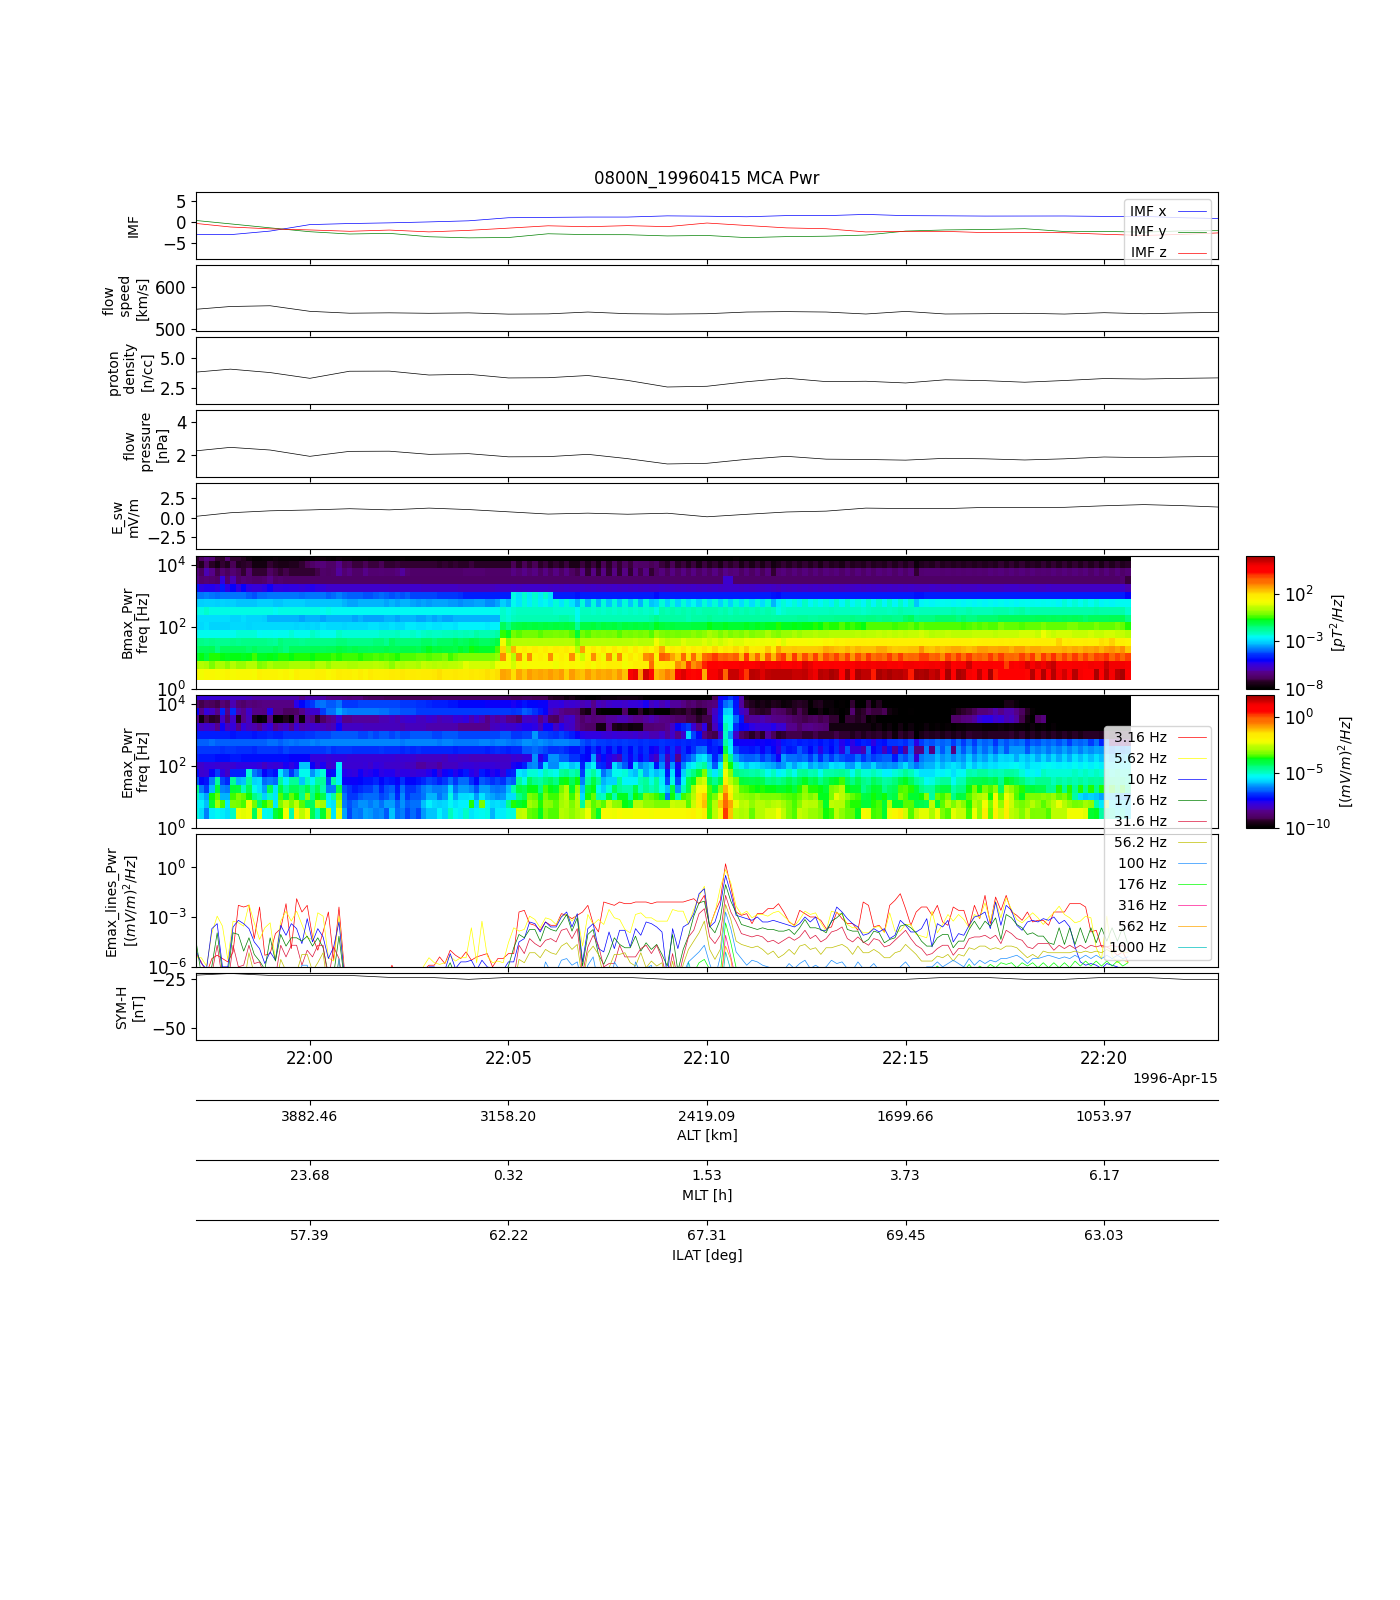 0800N_19960415 MCA Pwr
IMF
5
0
−5
IMF x
IMF y
IMF z
flow
speed
[km/s]
600
500
proton
density
[n/cc]
5.0
2.5
flow
pressure
[nPa]
4
2
E_sw
mV/m
2.5
0.0
−2.5
Bmax_Pwr
freq [Hz]
10^4
10^2
10^0
10^2
10^−3
10^−8
[pT^2/Hz]
Emax_Pwr
freq [Hz]
10^4
10^2
10^0
10^0
10^−5
10^−10
[(mV/m)^2/Hz]
3.16 Hz
5.62 Hz
10 Hz
17.6 Hz
31.6 Hz
56.2 Hz
100 Hz
176 Hz
316 Hz
562 Hz
1000 Hz
Emax_lines_Pwr
[(mV/m)^2/Hz]
10^0
10^−3
10^−6
SYM-H
[nT]
−25
−50
22:00 22:05 22:10 22:15 22:20
1996-Apr-15
3882.46 3158.20 2419.09 1699.66 1053.97
ALT [km]
23.68 0.32 1.53 3.73 6.17
MLT [h]
57.39 62.22 67.31 69.45 63.03
ILAT [deg]